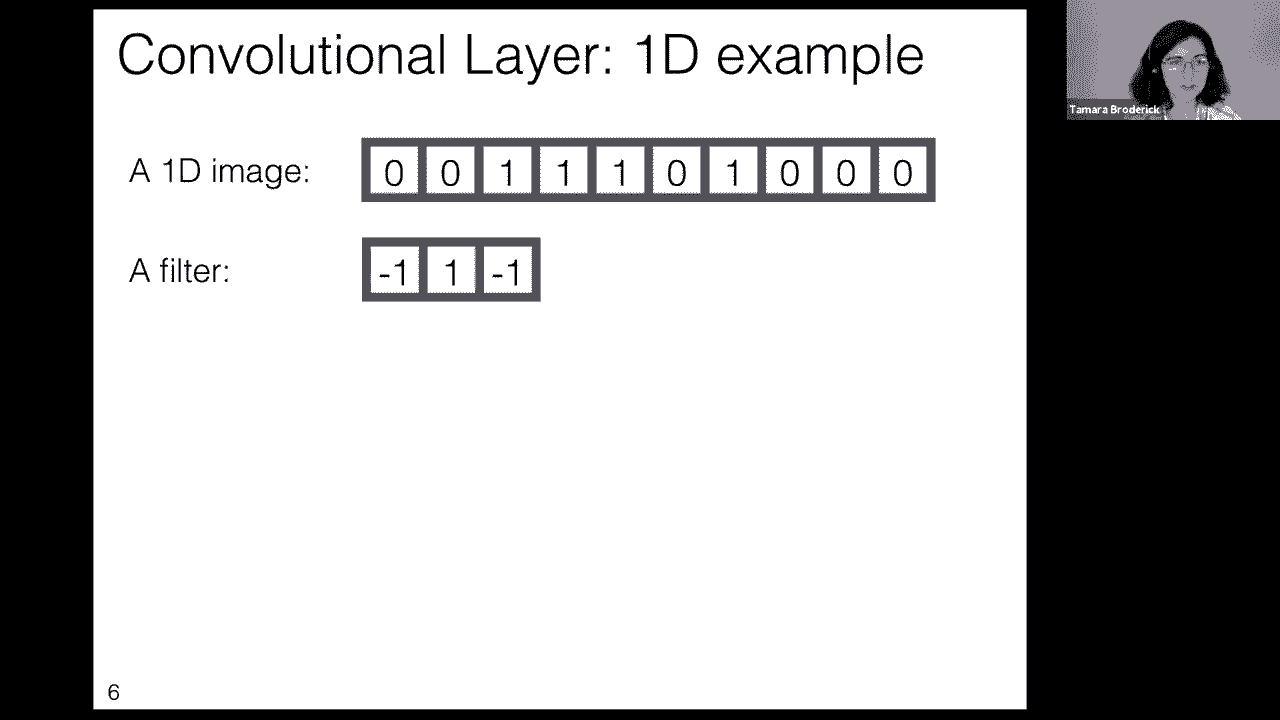 Convolutional Layer: 1D example
Tamara Broderick
A 1D image: 0 0 1 1 1 0 1 0 0 0
A filter: -1 1 -1
6